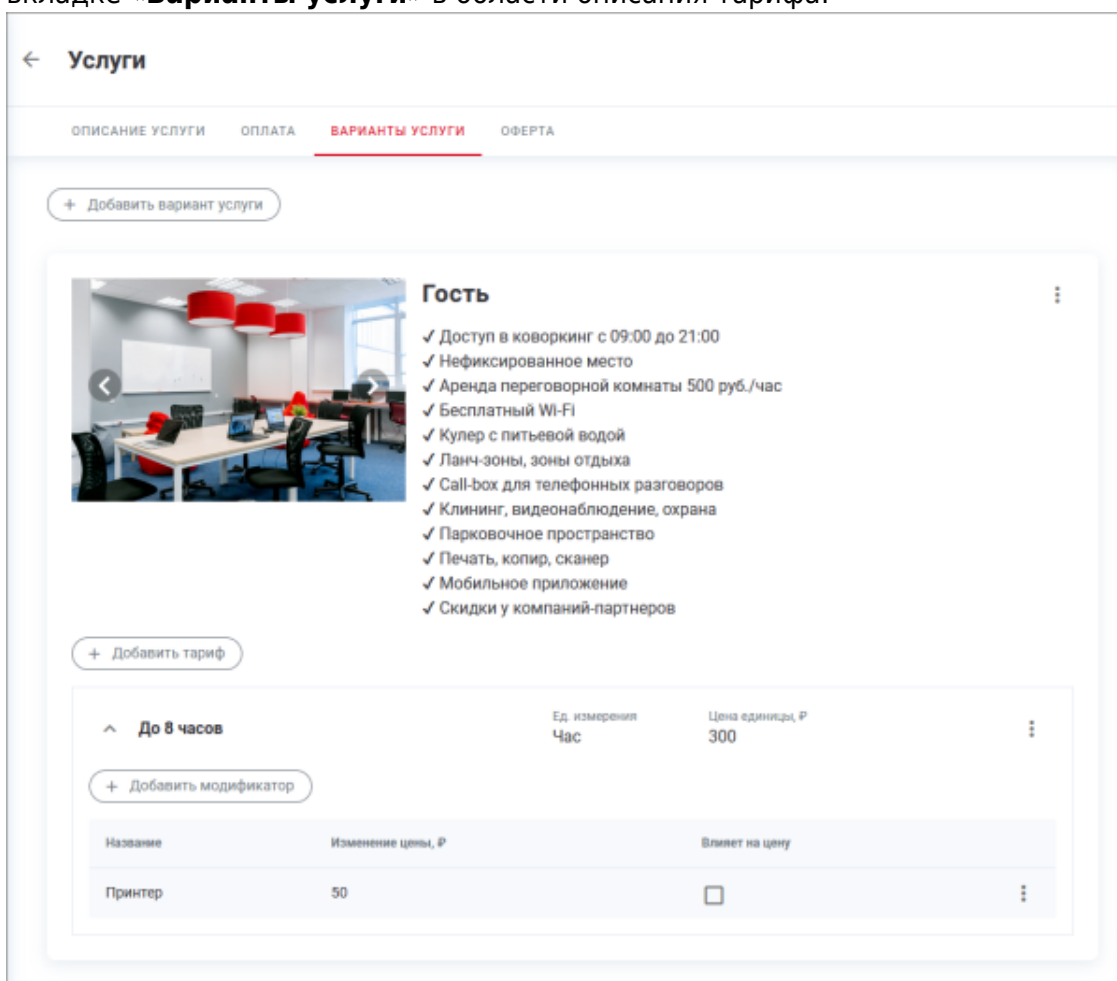 вкладке «Варианты услуги» в области описания тарифа:
Услуги
ОПИСАНИЕ УСЛУГИ ОПЛАТА ВАРИАНТЫ УСЛУГИ ОФЕРТА
+ Добавить вариант услуги
Гость
✓ Доступ в коворкинг с 09:00 до 21:00
✓ Нефиксированное место
✓ Аренда переговорной комнаты 500 руб./час
✓ Бесплатный Wi-Fi
✓ Кулер с питьевой водой
✓ Ланч-зоны, зоны отдыха
✓ Call-box для телефонных разговоров
✓ Клининг, видеонаблюдение, охрана
✓ Парковочное пространство
✓ Печать, копир, сканер
✓ Мобильное приложение
✓ Скидки у компаний-партнеров
+ Добавить тариф
Ед. измерения Цена единицы, ₽
До 8 часов Час 300
+ Добавить модификатор
Название Изменение цены, ₽ Влияет на цену
Принтер 50